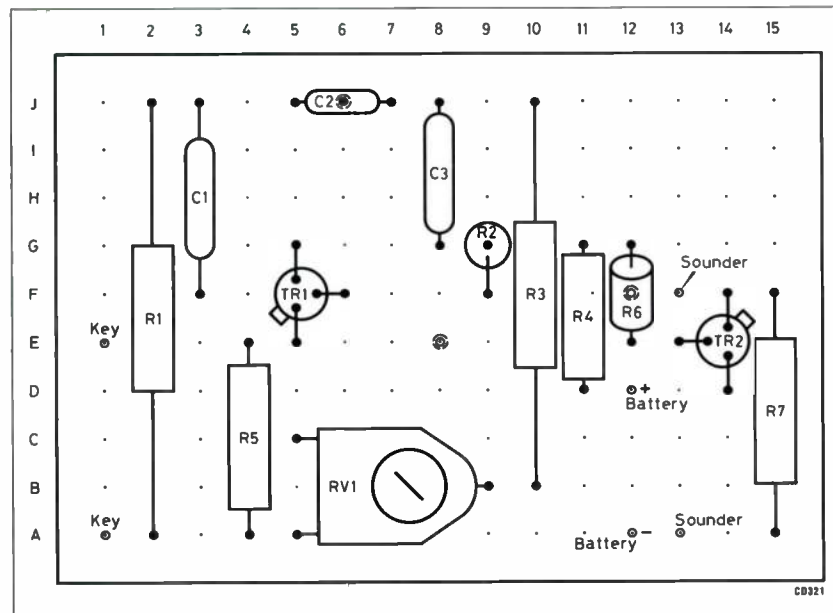 1 2 3 4 5 6 7 8 9 10 11 12 13 14 15
J C2
I
H C1 C3
G R2
Sounder
F TR1 R3 R4 R6
Key R1
E TR2
D + Battery
R7
C R5
B RV1
Key
A Battery - Sounder
CD321